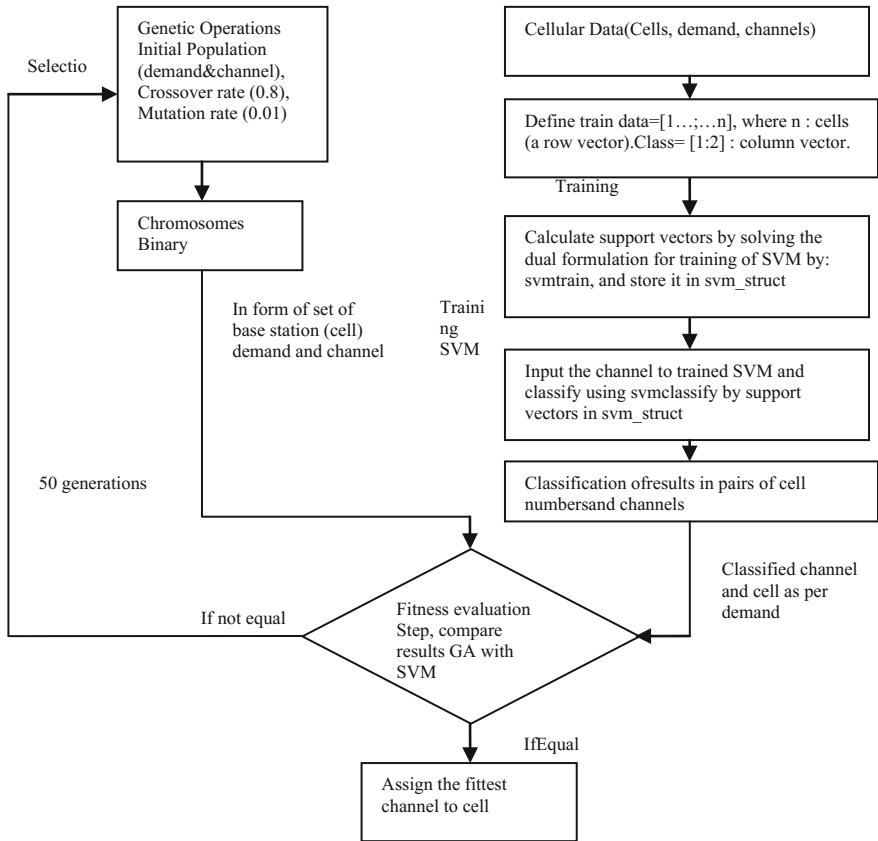 Genetic Operations
Initial Population
(demand&channel),
Crossover rate (0.8),
Mutation rate (0.01)
Selectio
Chromosomes
Binary
In form of set of
base station (cell)
demand and channel
50 generations
If not equal
Cellular Data(Cells, demand, channels)
Define train data=[1…;…n], where n : cells
(a row vector).Class= [1:2] : column vector.
Training
Calculate support vectors by solving the
dual formulation for training of SVM by:
svmtrain, and store it in svm_struct
Traini
ng
SVM
Input the channel to trained SVM and
classify using svmclassify by support
vectors in svm_struct
Classification ofresults in pairs of cell
numbersand channels
Classified channel
and cell as per
demand
Fitness evaluation
Step, compare
results GA with
SVM
IfEqual
Assign the fittest
channel to cell